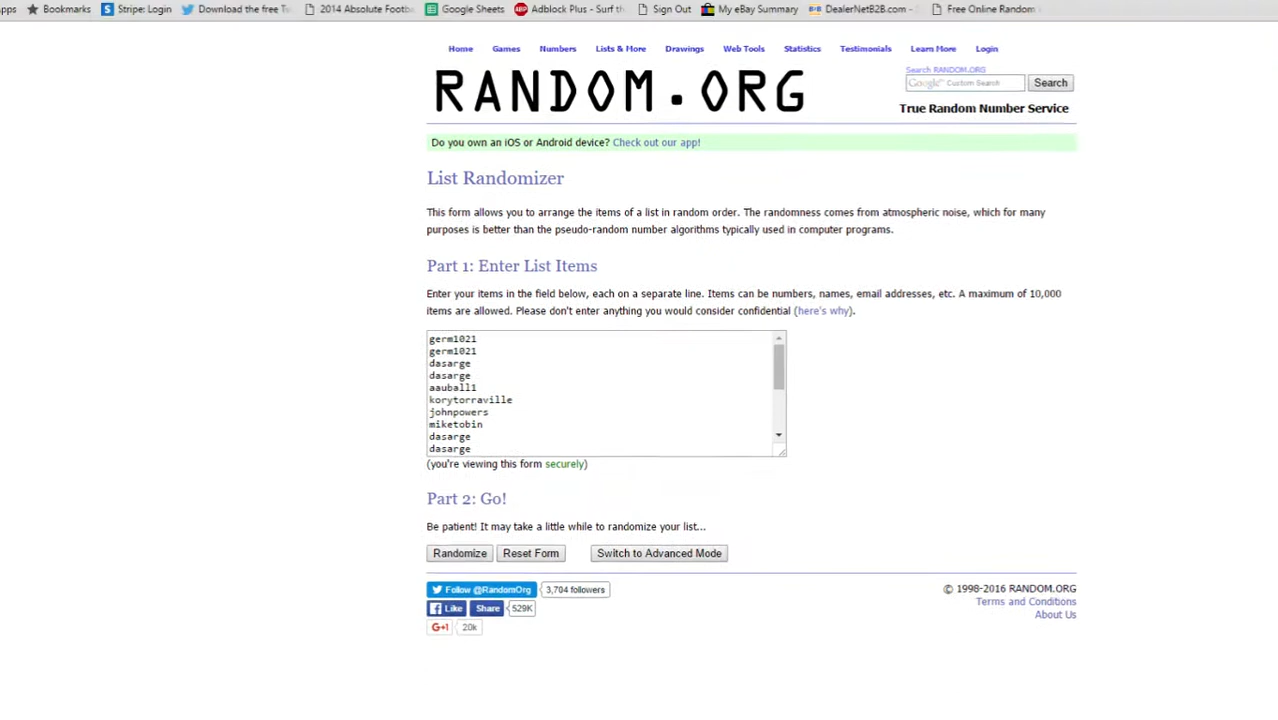 pps Bookmarks Stripe: Login Download the free Tw 2014 Absolute Footba Google Sheets Adblock Plus - Surf th Sign Out My eBay Summary DealerNetB2B.com - Free Online Random
Home Games Numbers Lists & More Drawings Web Tools Statistics Testimonials Learn More Login
Search RANDOM.ORG
RANDOM.ORG
Google™ Custom Search Search
True Random Number Service
Do you own an iOS or Android device? Check out our app!
List Randomizer
This form allows you to arrange the items of a list in random order. The randomness comes from atmospheric noise, which for many
purposes is better than the pseudo-random number algorithms typically used in computer programs.
Part 1: Enter List Items
Enter your items in the field below, each on a separate line. Items can be numbers, names, email addresses, etc. A maximum of 10,000
items are allowed. Please don't enter anything you would consider confidential (here's why).
germ1021
germ1021
dasarge
dasarge
aauball1
korytorraville
johnpowers
miketobin
dasarge
dasarge
(you're viewing this form securely)
Part 2: Go!
Be patient! It may take a little while to randomize your list...
Randomize Reset Form Switch to Advanced Mode
Follow @RandomOrg 3,704 followers
Like Share 529K
G+1 20k
© 1998-2016 RANDOM.ORG
Terms and Conditions
About Us